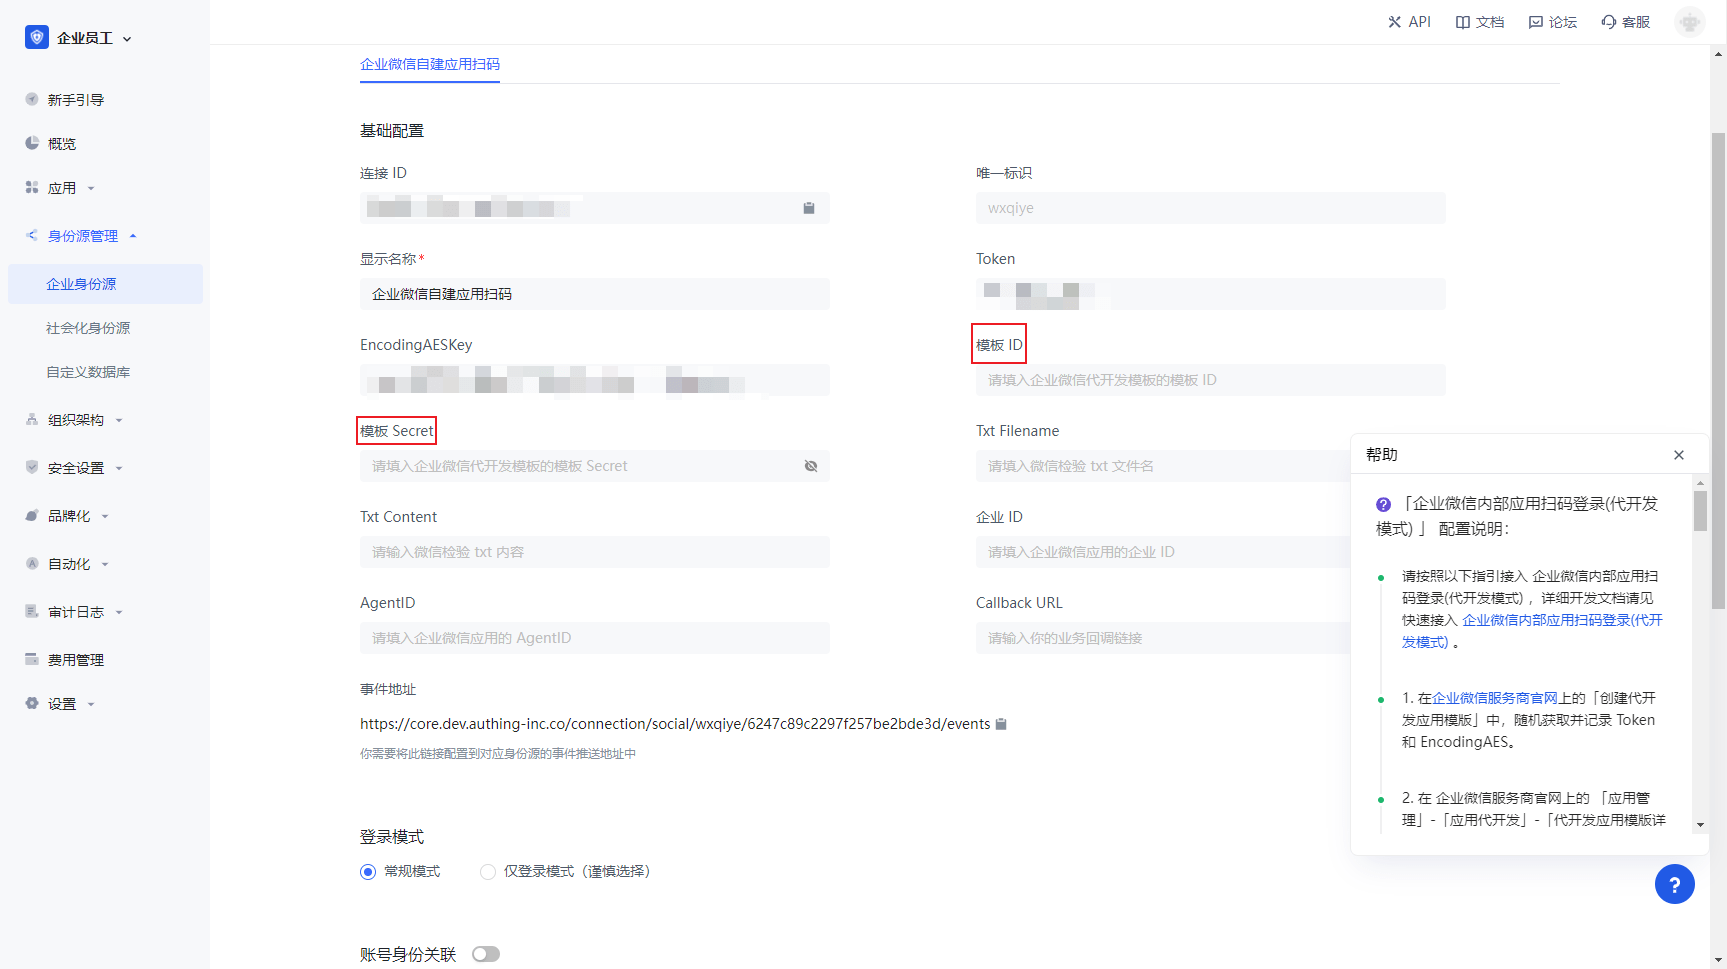 企业员工
API
文档
论坛
客服
新手引导
概览
应用
身份源管理
企业身份源
社会化身份源
自定义数据库
组织架构
安全设置
品牌化
自动化
审计日志
费用管理
设置
企业微信自建应用扫码
基础配置
连接 ID
唯一标识
wxqiye
显示名称*
Token
企业微信自建应用扫码
EncodingAESKey
模板 ID
请填入企业微信代开发模板的模板 ID
模板 Secret
Txt Filename
请填入企业微信代开发模板的模板 Secret
请填入微信检验 txt 文件名
Txt Content
企业 ID
请输入微信检验 txt 内容
请填入企业微信应用的企业 ID
AgentID
Callback URL
请填入企业微信应用的 AgentID
请输入你的业务回调链接
事件地址
https://core.dev.authing-inc.co/connection/social/wxqiye/6247c89c2297f257be2bde3d/events
你需要将此链接配置到对应身份源的事件推送地址中
登录模式
常规模式
仅登录模式（谨慎选择）
账号身份关联
帮助
? 「企业微信内部应用扫码登录(代开发
模式) 」 配置说明：
请按照以下指引接入 企业微信内部应用扫
码登录(代开发模式) ，详细开发文档请见
快速接入 企业微信内部应用扫码登录(代开
发模式) 。
1. 在企业微信服务商官网上的「创建代开
发应用模版」中，随机获取并记录 Token
和 EncodingAES。
2. 在 企业微信服务商官网上的 「应用管
理」-「应用代开发」-「代开发应用模版详
?